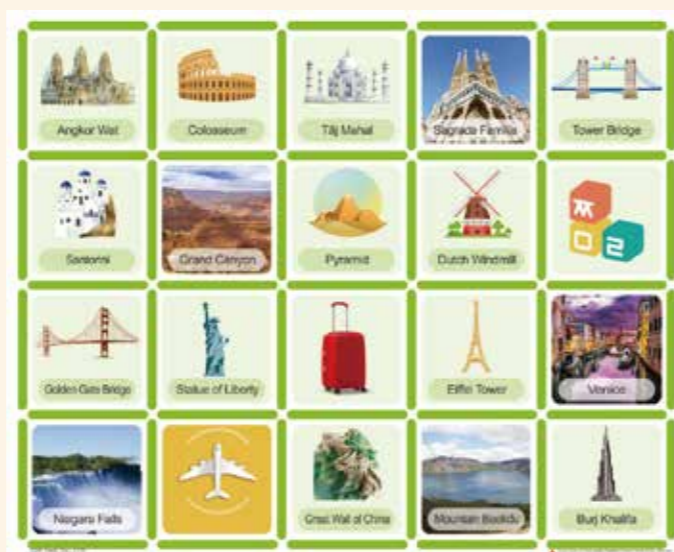 Angkor Wat
Colosseum
Tāj Mahal
Sagrada Familia
Tower Bridge
Santorini
Grand Canyon
Pyramid
Dutch Windmill
Golden Gate Bridge
Statue of Liberty
Eiffel Tower
Venice
Niagara Falls
Great Wall of China
Mountain Baekdu
Burj Khalifa